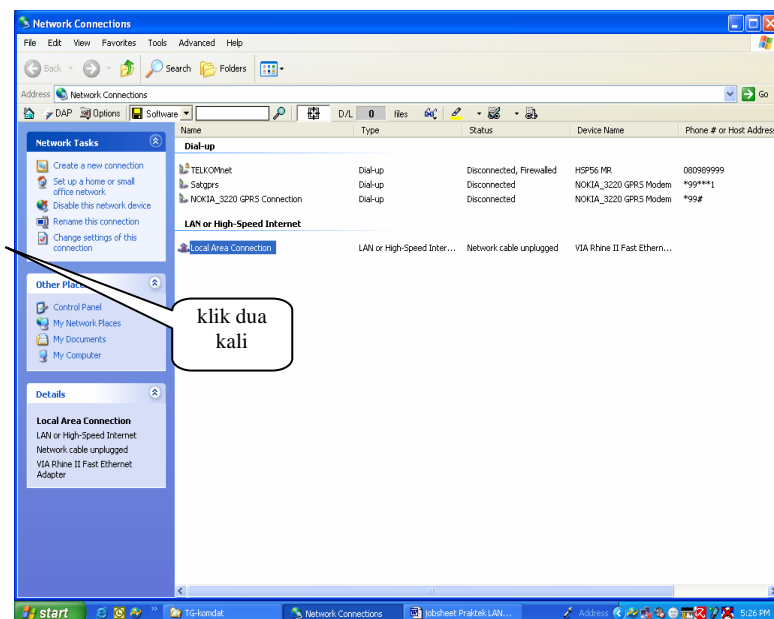 Network Connections
File Edit View Favorites Tools Advanced Help
Back Search Folders
Address Network Connections Go
DAP Options Software D/L 0 files
Name Type Status Device Name Phone # or Host Address
Network Tasks
Create a new connection
Set up a home or small
office network
Disable this network device
Rename this connection
Change settings of this
connection
Other Places
Control Panel
My Network Places
My Documents
My Computer
Details
Local Area Connection
LAN or High-Speed Internet
Network cable unplugged
VIA Rhine II Fast Ethernet
Adapter
Dial-up
TELKOMnet Dial-up Disconnected, Firewalled HSP56 MR 080989999
Satgprs Dial-up Disconnected NOKIA_3220 GPRS Modem *99***1
NOKIA_3220 GPRS Connection Dial-up Disconnected NOKIA_3220 GPRS Modem *99#
LAN or High-Speed Internet
Local Area Connection LAN or High-Speed Inter... Network cable unplugged VIA Rhine II Fast Ethern...
klik dua
kali
start TG-komdat Network Connections jobsheet Praktek LAN... Address 5:26 PM